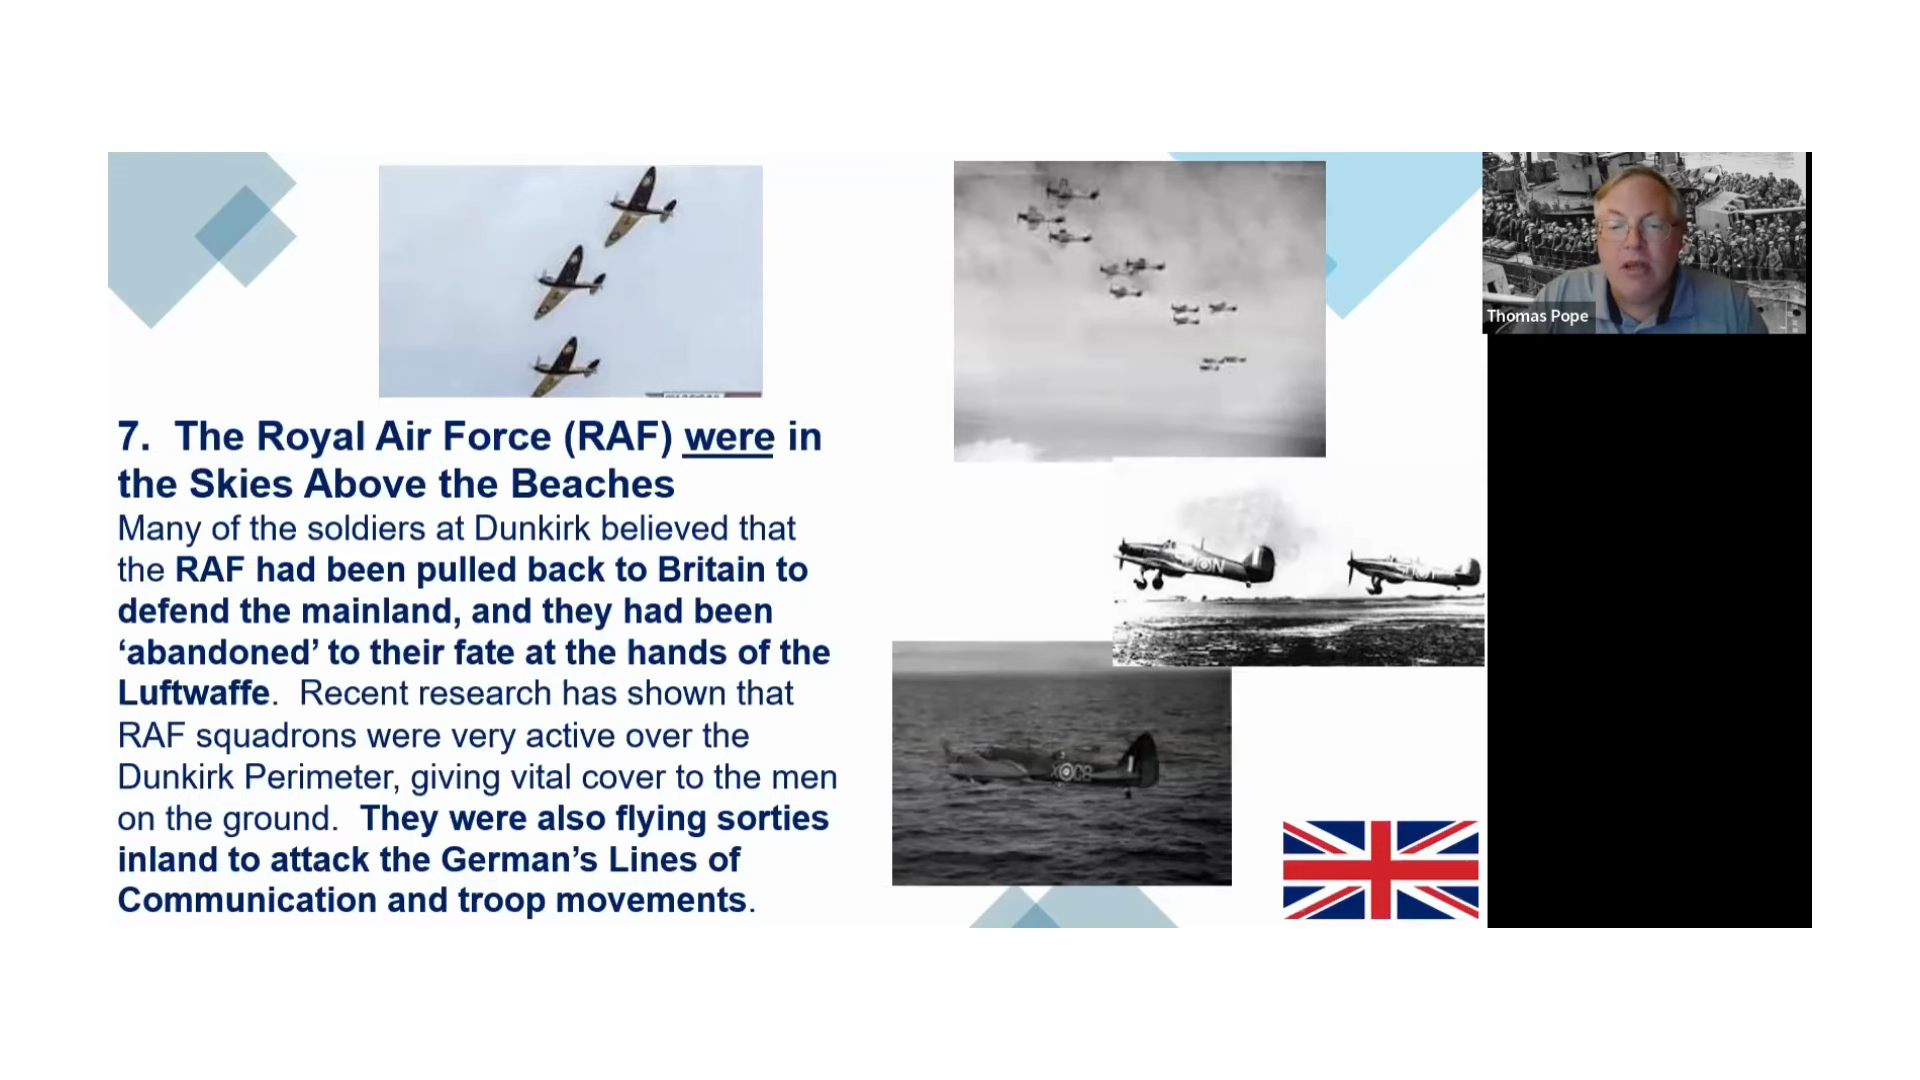 7. The Royal Air Force (RAF) were in
the Skies Above the Beaches
Many of the soldiers at Dunkirk believed that
the RAF had been pulled back to Britain to
defend the mainland, and they had been
‘abandoned’ to their fate at the hands of the
Luftwaffe. Recent research has shown that
RAF squadrons were very active over the
Dunkirk Perimeter, giving vital cover to the men
on the ground. They were also flying sorties
inland to attack the German’s Lines of
Communication and troop movements.
Thomas Pope